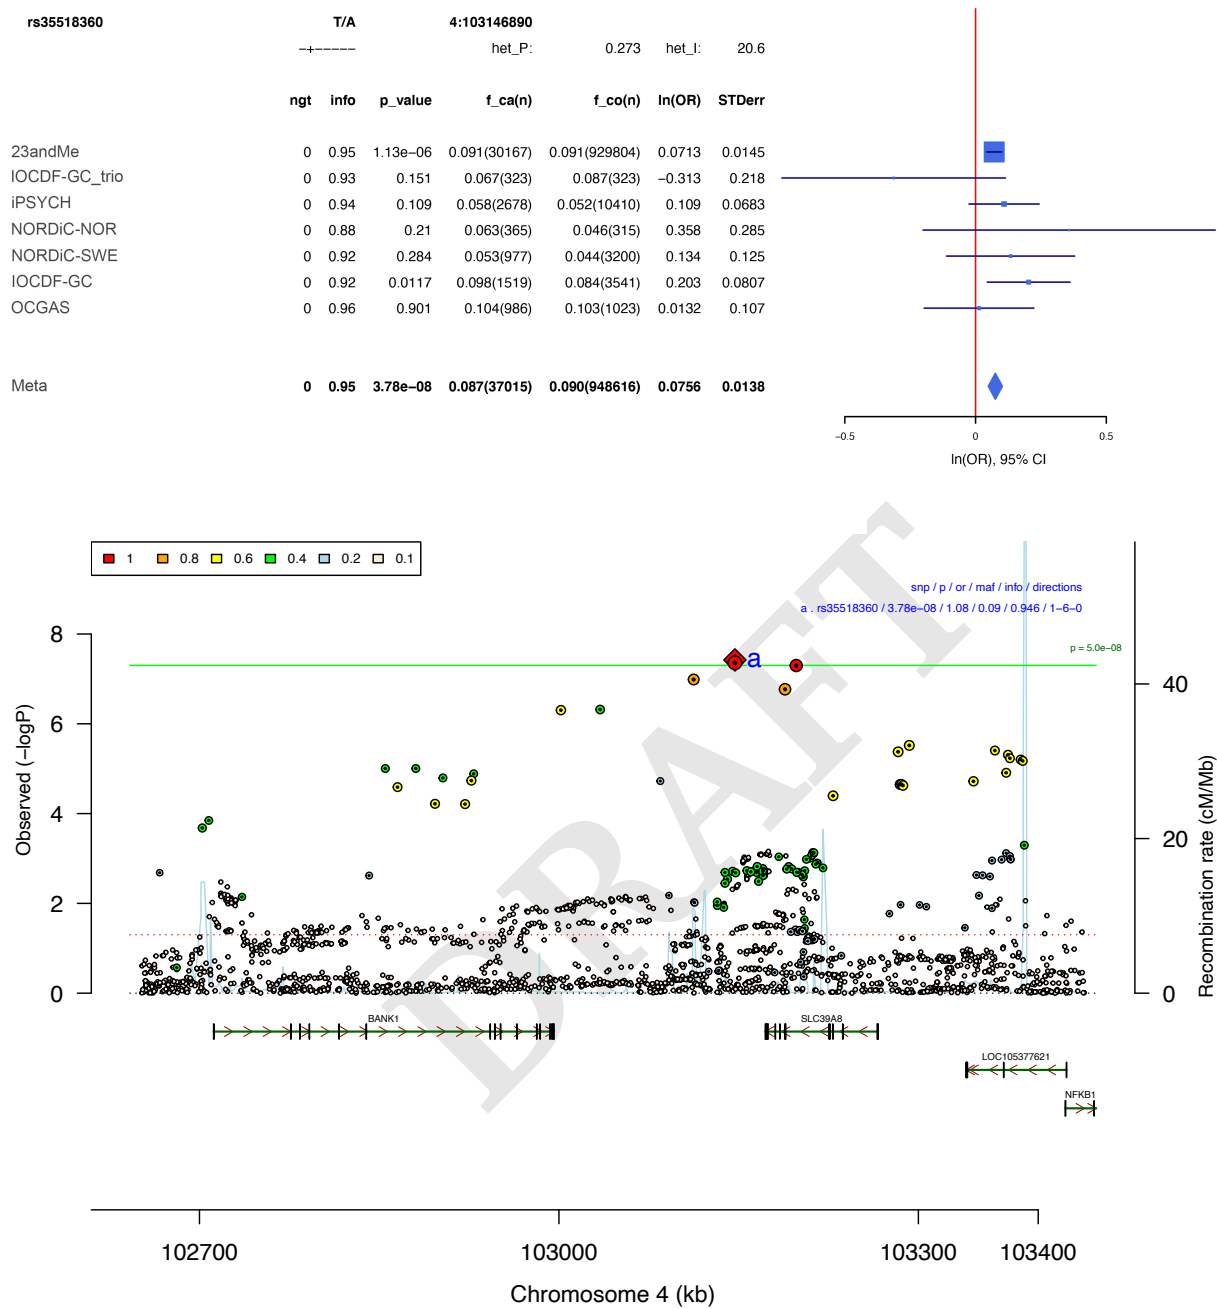 rs35518360 T/A 4:103146890
−+−−−−− het_P: 0.273 het_I: 20.6
ngt info p_value f_ca(n) f_co(n) ln(OR) STDerr
23andMe 0 0.95 1.13e−06 0.091(30167) 0.091(929804) 0.0713 0.0145
IOCDF-GC_trio 0 0.93 0.151 0.067(323) 0.087(323) −0.313 0.218
iPSYCH 0 0.94 0.109 0.058(2678) 0.052(10410) 0.109 0.0683
NORDiC-NOR 0 0.88 0.21 0.063(365) 0.046(315) 0.358 0.285
NORDiC-SWE 0 0.92 0.284 0.053(977) 0.044(3200) 0.134 0.125
IOCDF-GC 0 0.92 0.0117 0.098(1519) 0.084(3541) 0.203 0.0807
OCGAS 0 0.96 0.901 0.104(986) 0.103(1023) 0.0132 0.107
Meta 0 0.95 3.78e−08 0.087(37015) 0.090(948616) 0.0756 0.0138
−0.5 0 0.5
ln(OR), 95% CI
1 0.8 0.6 0.4 0.2 0.1
snp / p / or / maf / info / directions
a . rs35518360 / 3.78e−08 / 1.08 / 0.09 / 0.946 / 1−6−0
p = 5.0e−08
a
DRAFT
Observed (−logP)
8
6
4
2
0
40
20
0
Recombination rate (cM/Mb)
BANK1
SLC39A8
LOC105377621
NFKB1
102700 103000 103300 103400
Chromosome 4 (kb)